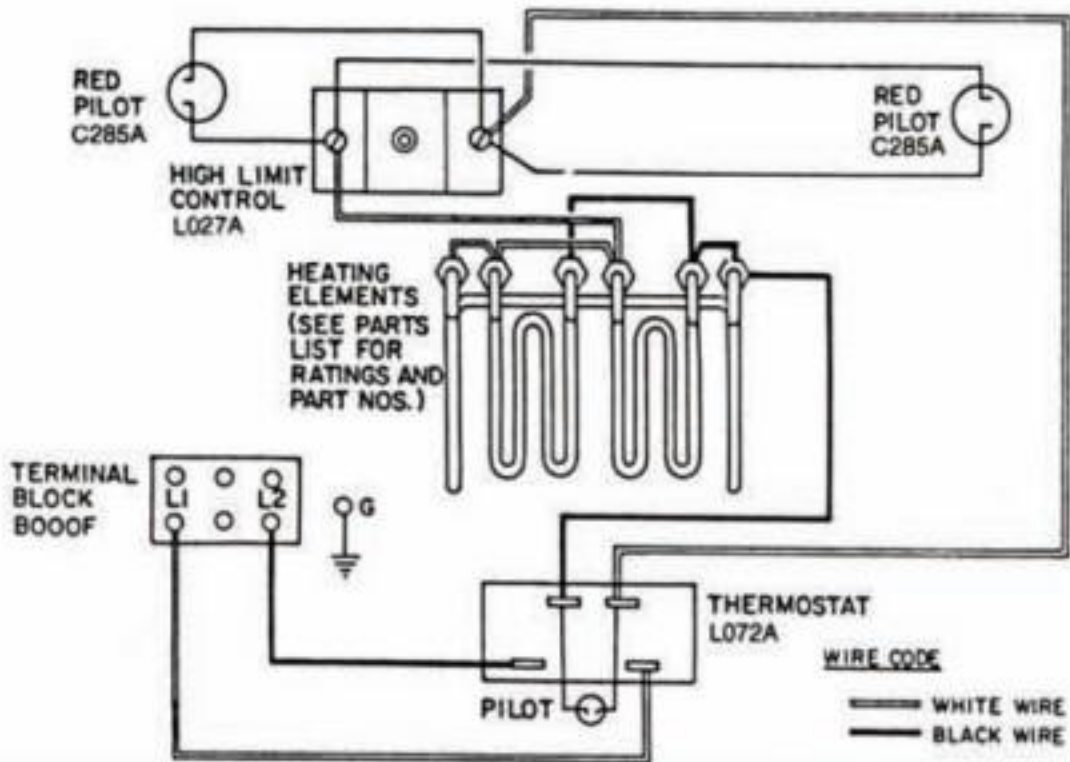 RED
PILOT
C285A
RED
PILOT
C285A
HIGH LIMIT
CONTROL
L027A
HEATING
ELEMENTS
(SEE PARTS
LIST FOR
RATINGS AND
PART NOS.)
TERMINAL
BLOCK
B000F
L1
L2
G
THERMOSTAT
L072A
PILOT
WIRE CODE
WHITE WIRE
BLACK WIRE